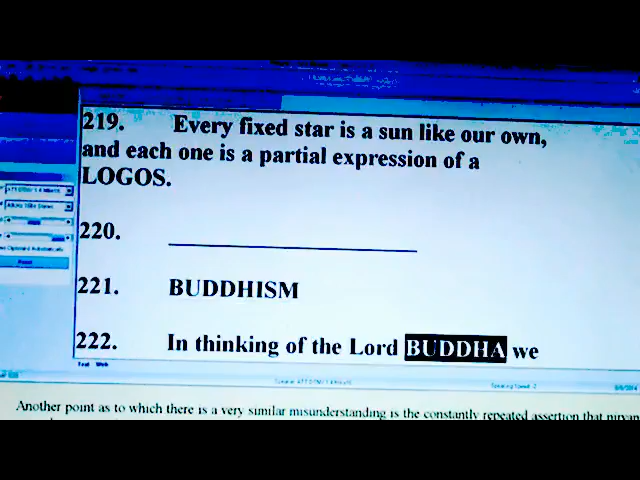 219. Every fixed star is a sun like our own,
and each one is a partial expression of a
LOGOS.
220.
221. BUDDHISM
222. In thinking of the Lord BUDDHA we
Another point as to which there is a very similar misunderstanding is the constantly repeated assertion that nirvan